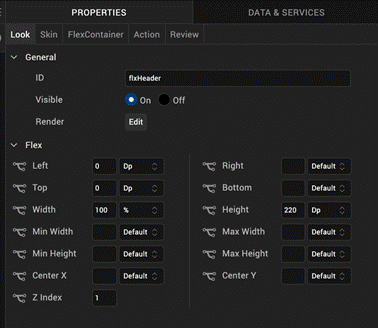 PROPERTIES DATA & SERVICES
Look Skin FlexContainer Action Review
General
ID flxHeader
Visible On Off
Render Edit
Flex
Left 0 Dp Right Default
Top 0 Dp Bottom Default
Width 100 % Height 220 Dp
Min Width Default Max Width Default
Min Height Default Max Height Default
Center X Default Center Y Default
Z Index 1